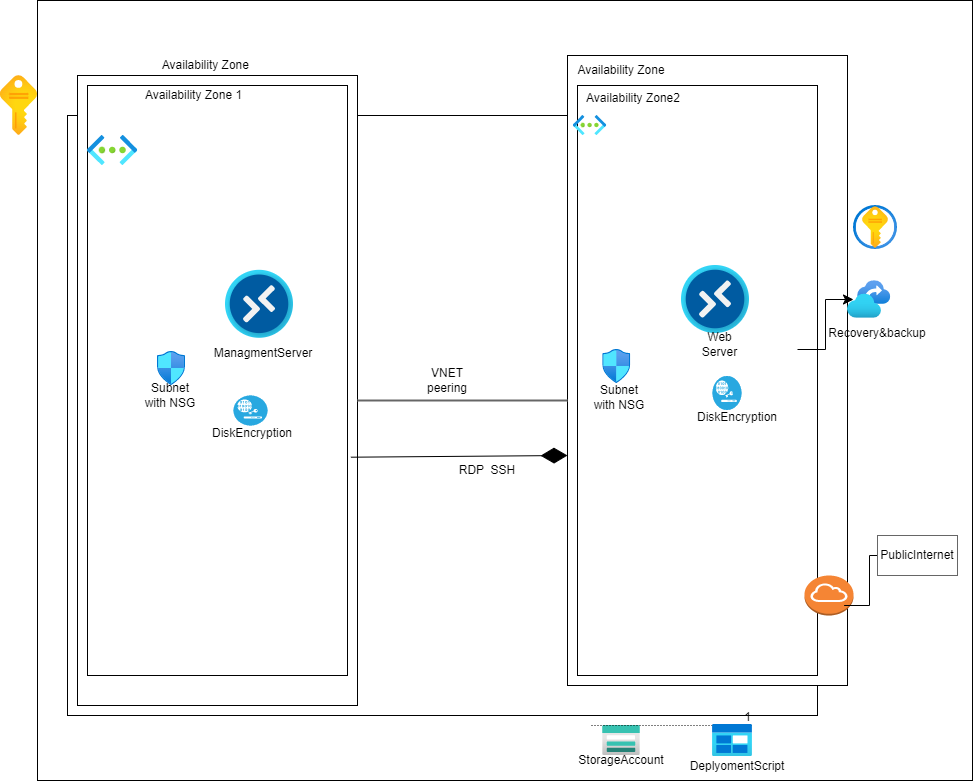 Availability Zone
Availability Zone
Availability Zone 1
Availability Zone2
Web
Server
Recovery&backup
ManagmentServer
VNET
peering
Subnet
with NSG
Subnet
with NSG
DiskEncryption
DiskEncryption
RDP  SSH
PublicInternet
1
StorageAccount
DeplyomentScript